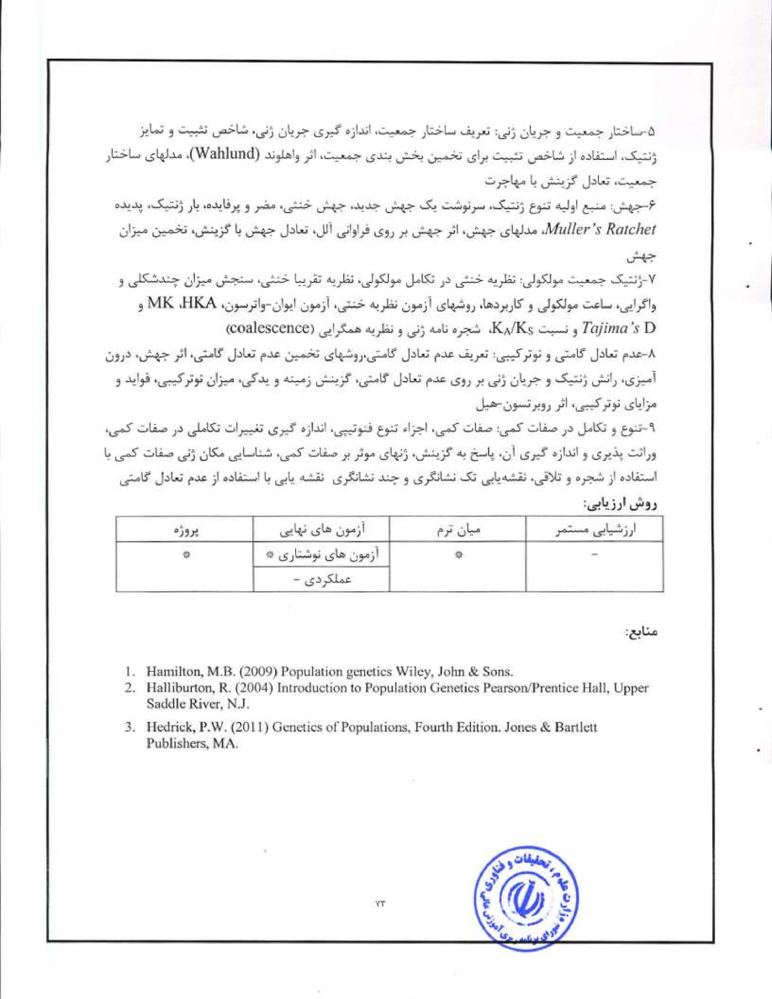 ۵-ساختار جمعیت و جریان ژنی: تعریف ساختار جمعیت، اندازه گیری جریان ژنی، شاخص تثبیت و تمایز
ژنتیک، استفاده از شاخص تثبیت برای تخمین بخش بندی جمعیت، اثر واهلوند (Wahlund)، مدلهای ساختار
جمعیت، تعادل گزینش با مهاجرت
۶-جهش: منبع اولیه تنوع ژنتیک، سرنوشت یک جهش جدید، جهش خنثی، مضر و پرفایده، بار ژنتیک، پدیده
Muller's Ratchet، مدلهای جهش، اثر جهش بر روی فراوانی آلل، تعادل جهش با گزینش، تخمین میزان
جهش
۷-ژنتیک جمعیت مولکولی: نظریه خنثی در تکامل مولکولی، نظریه تقریبا خنثی، سنجش میزان چندشکلی و
واگرایی، ساعت مولکولی و کاربردها، روشهای آزمون نظریه خنثی، آزمون ایوان-واترسون، MK ،HKA و
Tajima's D و نسبت KA/KS، شجره نامه ژنی و نظریه همگرایی (coalescence)
۸-عدم تعادل گامتی و نوترکیبی: تعریف عدم تعادل گامتی،روشهای تخمین عدم تعادل گامتی، اثر جهش، درون
آمیزی، رانش ژنتیک و جریان ژنی بر روی عدم تعادل گامتی، گزینش زمینه و یدکی، میزان نوترکیبی، فواید و
مزایای نوترکیبی، اثر روبرتسون-هیل
۹-تنوع و تکامل در صفات کمی: صفات کمی، اجزاء تنوع فنوتیپی، اندازه گیری تغییرات تکاملی در صفات کمی،
وراثت پذیری و اندازه گیری آن، پاسخ به گزینش، ژنهای موثر بر صفات کمی، شناسایی مکان ژنی صفات کمی با
استفاده از شجره و تلاقی، نقشه‌یابی تک نشانگری و چند نشانگری نقشه یابی با استفاده از عدم تعادل گامتی
روش ارزیابی:
ارزشیابی مستمر میان ترم آزمون های نهایی پروژه
- * آزمون های نوشتاری * *
عملکردی -
منابع:
1. Hamilton, M.B. (2009) Population genetics Wiley, John & Sons.
2. Halliburton, R. (2004) Introduction to Population Genetics Pearson/Prentice Hall, Upper
Saddle River, N.J.
3. Hedrick, P.W. (2011) Genetics of Populations, Fourth Edition. Jones & Bartlett
Publishers, MA.
وزارت علوم، تحقیقات و فناوری
شورای برنامه ریزی آموزش عالی
۷۳